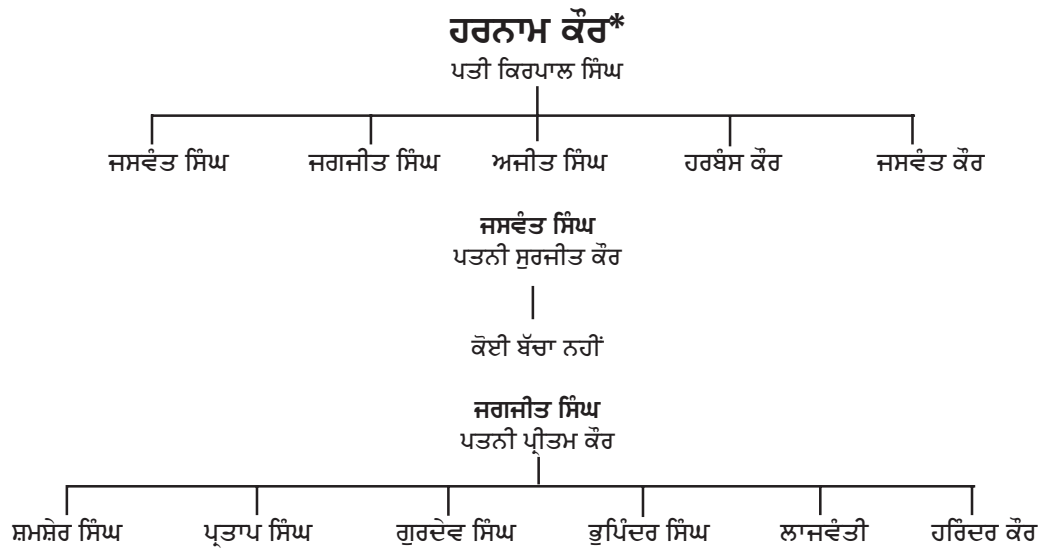 ਹਰਨਾਮ ਕੌਰ*
ਪਤੀ ਕਿਰਪਾਲ ਸਿੰਘ
ਜਸਵੰਤ ਸਿੰਘ ਜਗਜੀਤ ਸਿੰਘ ਅਜੀਤ ਸਿੰਘ ਹਰਬੰਸ ਕੌਰ ਜਸਵੰਤ ਕੌਰ
ਜਸਵੰਤ ਸਿੰਘ
ਪਤਨੀ ਸੁਰਜੀਤ ਕੌਰ
ਕੋਈ ਬੱਚਾ ਨਹੀਂ
ਜਗਜੀਤ ਸਿੰਘ
ਪਤਨੀ ਪ੍ਰੀਤਮ ਕੌਰ
ਸ਼ਮਸ਼ੇਰ ਸਿੰਘ ਪ੍ਰਤਾਪ ਸਿੰਘ ਗੁਰਦੇਵ ਸਿੰਘ ਭੁਪਿੰਦਰ ਸਿੰਘ ਲਾਜਵੰਤੀ ਹਰਿੰਦਰ ਕੌਰ